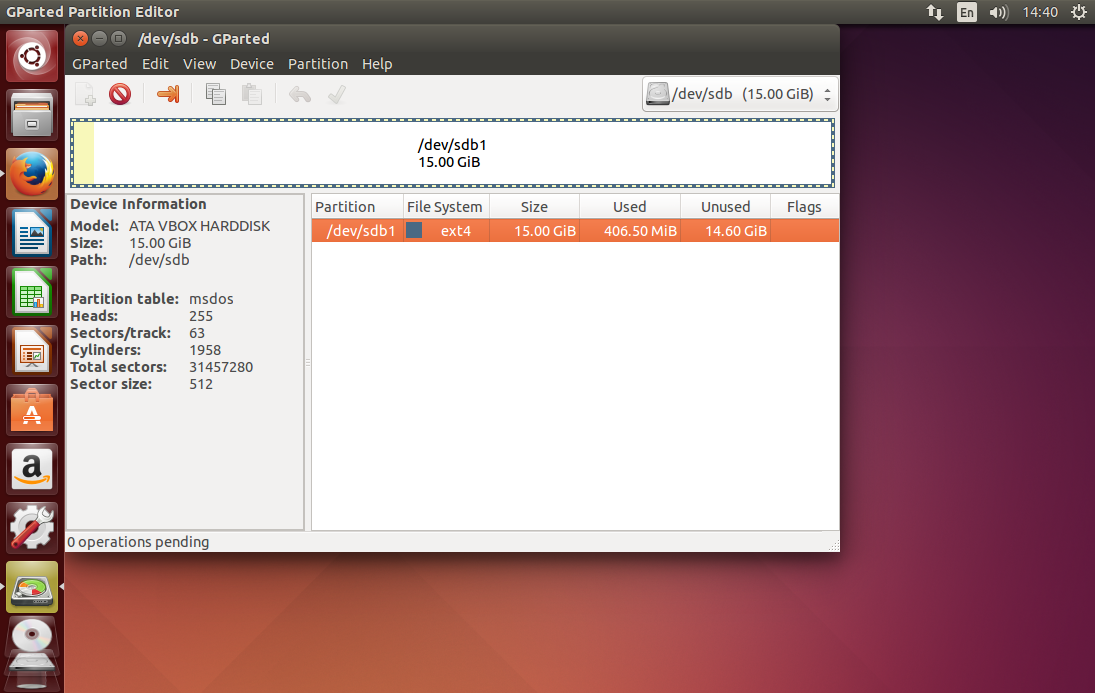 GParted Partition Editor
En
14:40
/dev/sdb - GParted
GParted Edit View Device Partition Help
/dev/sdb (15.00 GiB)
/dev/sdb1
15.00 GiB
Device Information
Model: ATA VBOX HARDDISK
Size: 15.00 GiB
Path: /dev/sdb
Partition table: msdos
Heads: 255
Sectors/track: 63
Cylinders: 1958
Total sectors: 31457280
Sector size: 512
Partition File System Size Used Unused Flags
/dev/sdb1 ext4 15.00 GiB 406.50 MiB 14.60 GiB
0 operations pending
A
a